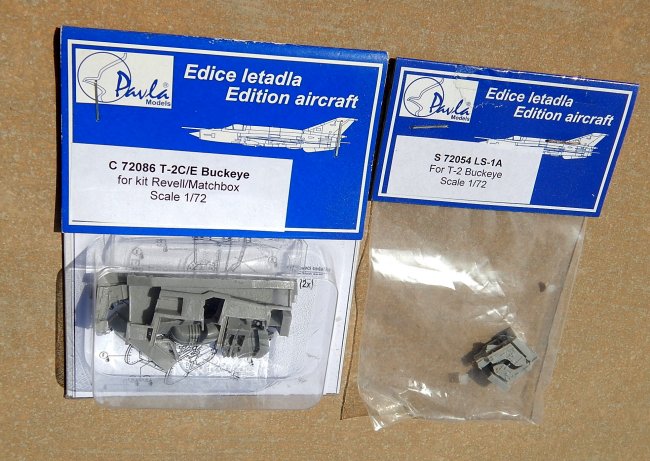 Pavla®
Models
Edice letadla
Edition aircraft
C 72086 T-2C/E Buckeye
for kit Revell/Matchbox
Scale 1/72
(2x)
Pavla®
Models
Edice letadla
Edition aircraft
S 72054 LS-1A
For T-2 Buckeye
Scale 1/72